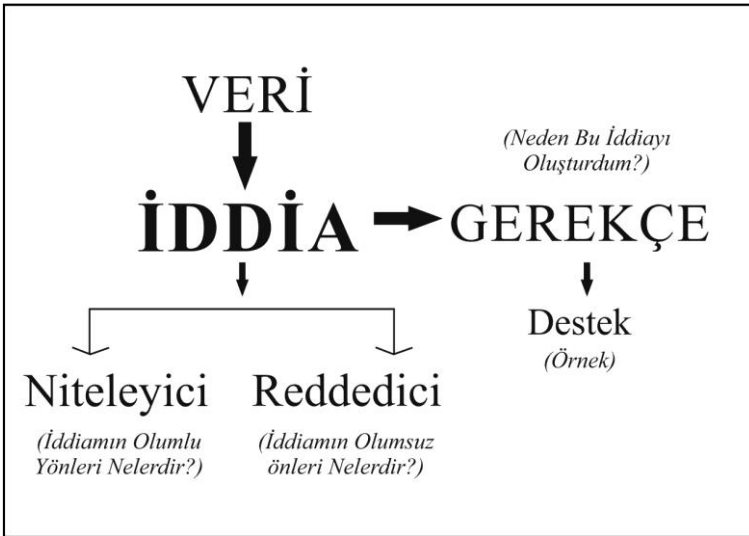 VERİ
(Neden Bu İddiayı
Oluşturdum?)
İDDİA
GEREKÇE
Destek
(Örnek)
Niteleyici
Reddedici
(İddiamın Olumlu
Yönleri Nelerdir?)
(İddiamın Olumsuz
önleri Nelerdir?)